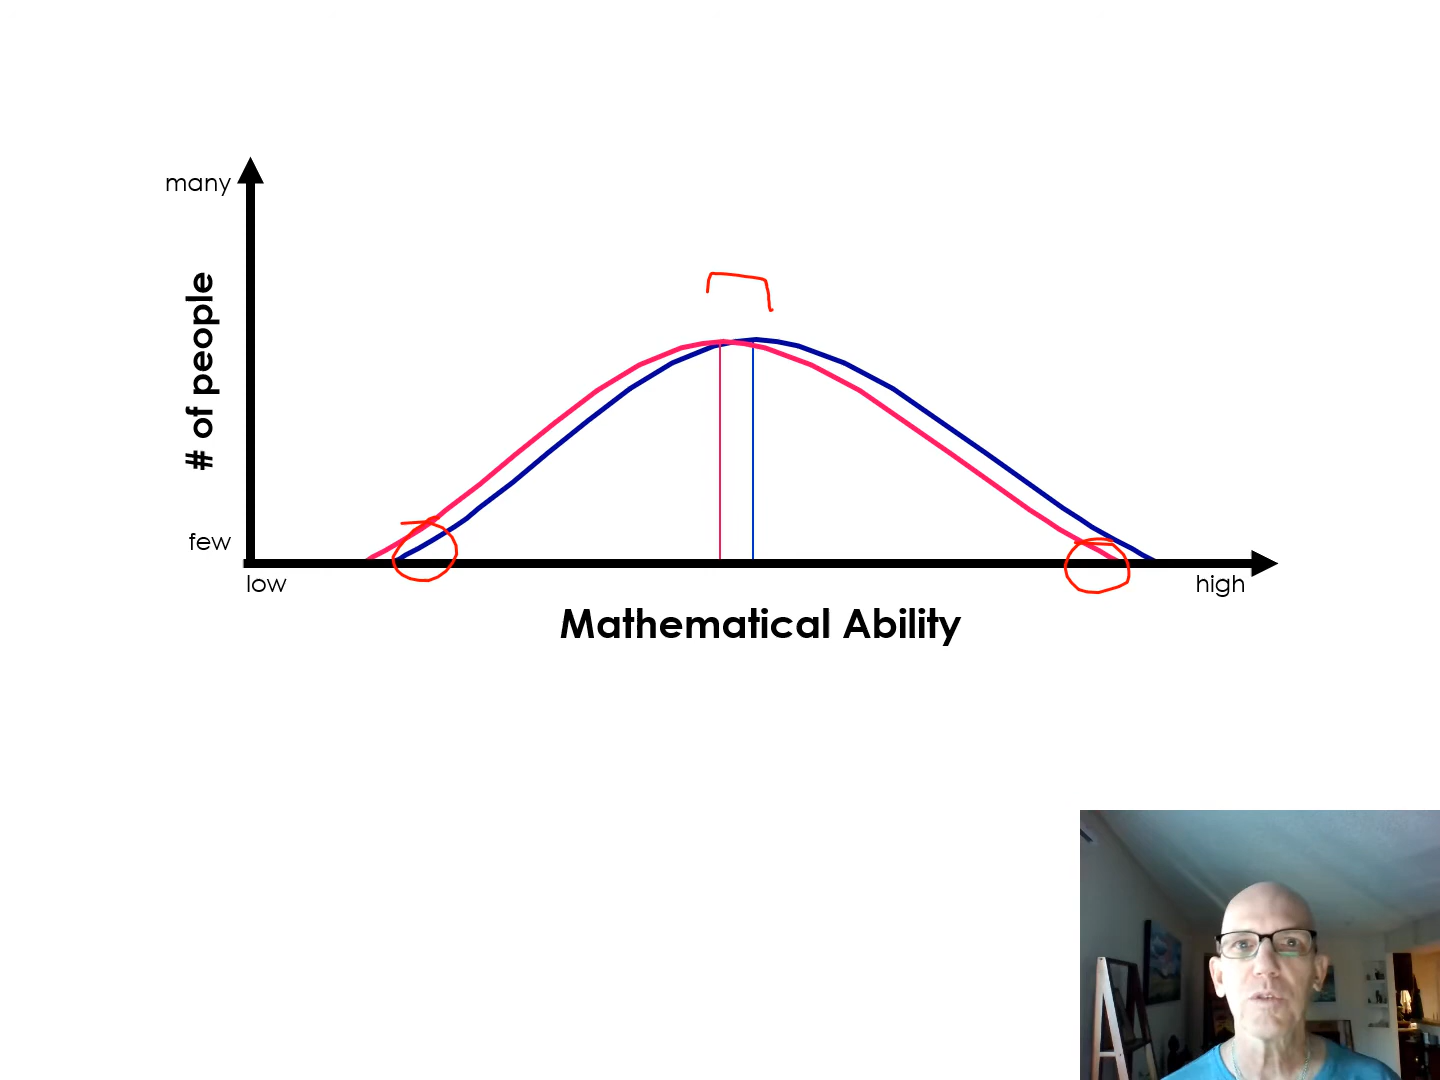 many
# of people
few
low
high
Mathematical Ability